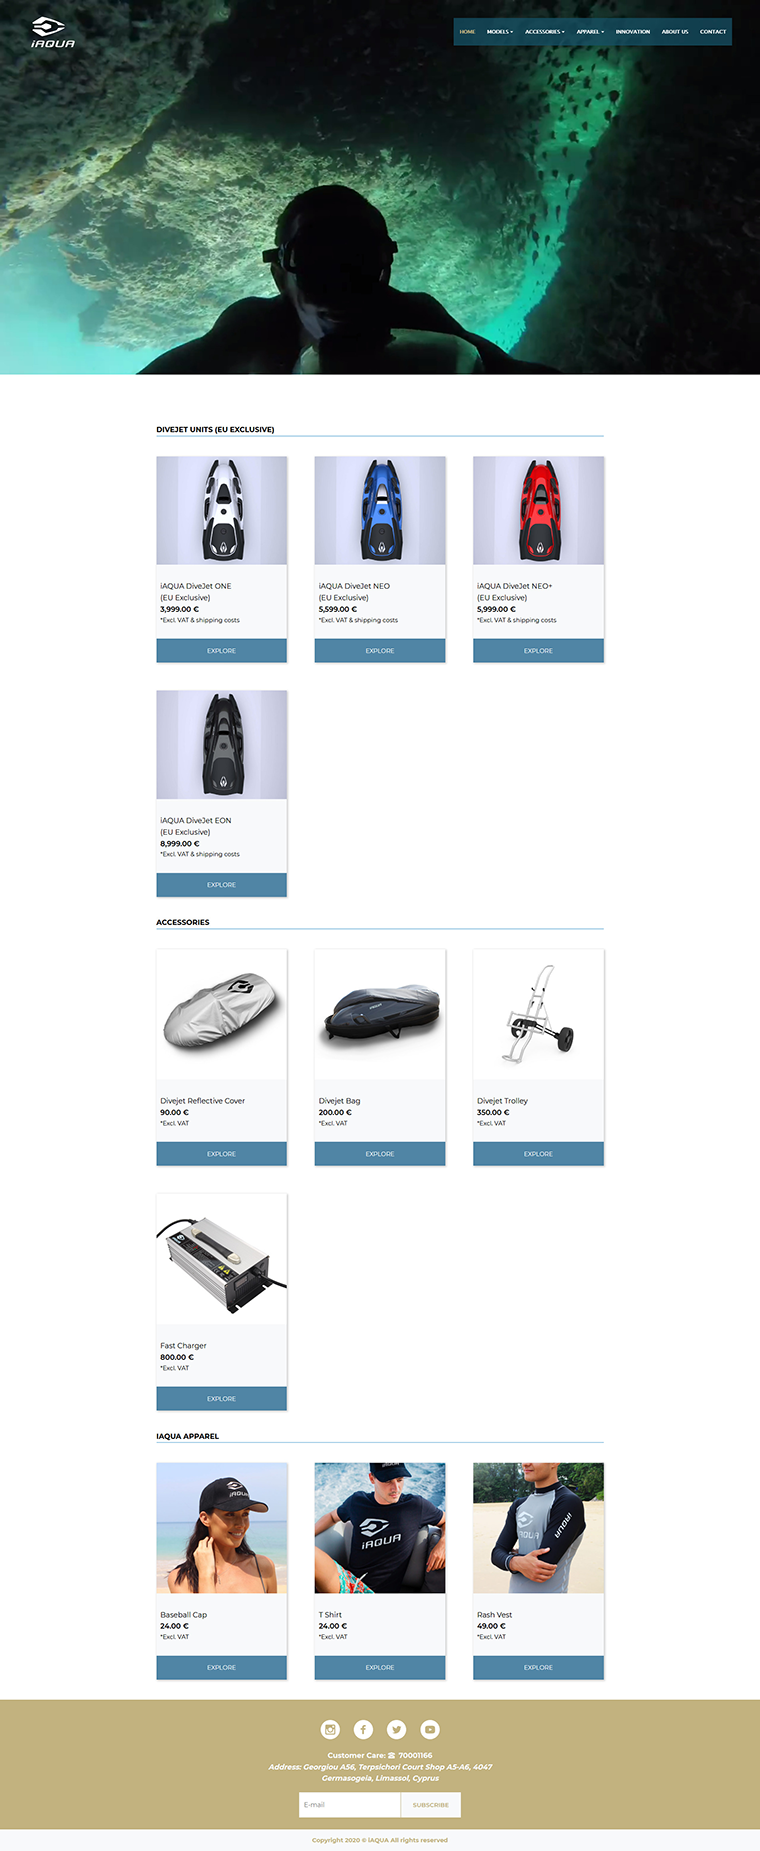 iAQUA
HOME MODELS ACCESSORIES APPAREL INNOVATION ABOUT US CONTACT
DIVEJET UNITS (EU EXCLUSIVE)
iAQUA DiveJet ONE
(EU Exclusive)
3,999.00 €
*Excl. VAT & shipping costs
EXPLORE
iAQUA DiveJet NEO
(EU Exclusive)
5,599.00 €
*Excl. VAT & shipping costs
EXPLORE
iAQUA DiveJet NEO+
(EU Exclusive)
5,999.00 €
*Excl. VAT & shipping costs
EXPLORE
iAQUA DiveJet EON
(EU Exclusive)
8,999.00 €
*Excl. VAT & shipping costs
EXPLORE
ACCESSORIES
Divejet Reflective Cover
90.00 €
*Excl. VAT
EXPLORE
iAQUA
Divejet Bag
200.00 €
*Excl. VAT
EXPLORE
Divejet Trolley
350.00 €
*Excl. VAT
EXPLORE
Fast Charger
800.00 €
*Excl. VAT
EXPLORE
IAQUA APPAREL
iAQUA
Baseball Cap
24.00 €
*Excl. VAT
EXPLORE
iAQUA
T Shirt
24.00 €
*Excl. VAT
EXPLORE
iAQUA
iAQUA
Rash Vest
49.00 €
*Excl. VAT
EXPLORE
Customer Care: ☎ 70001166
Address: Georgiou A56, Terpsichori Court Shop A5-A6, 4047
Germasogeia, Limassol, Cyprus
E-mail
SUBSCRIBE
Copyright 2020 © iAQUA All rights reserved